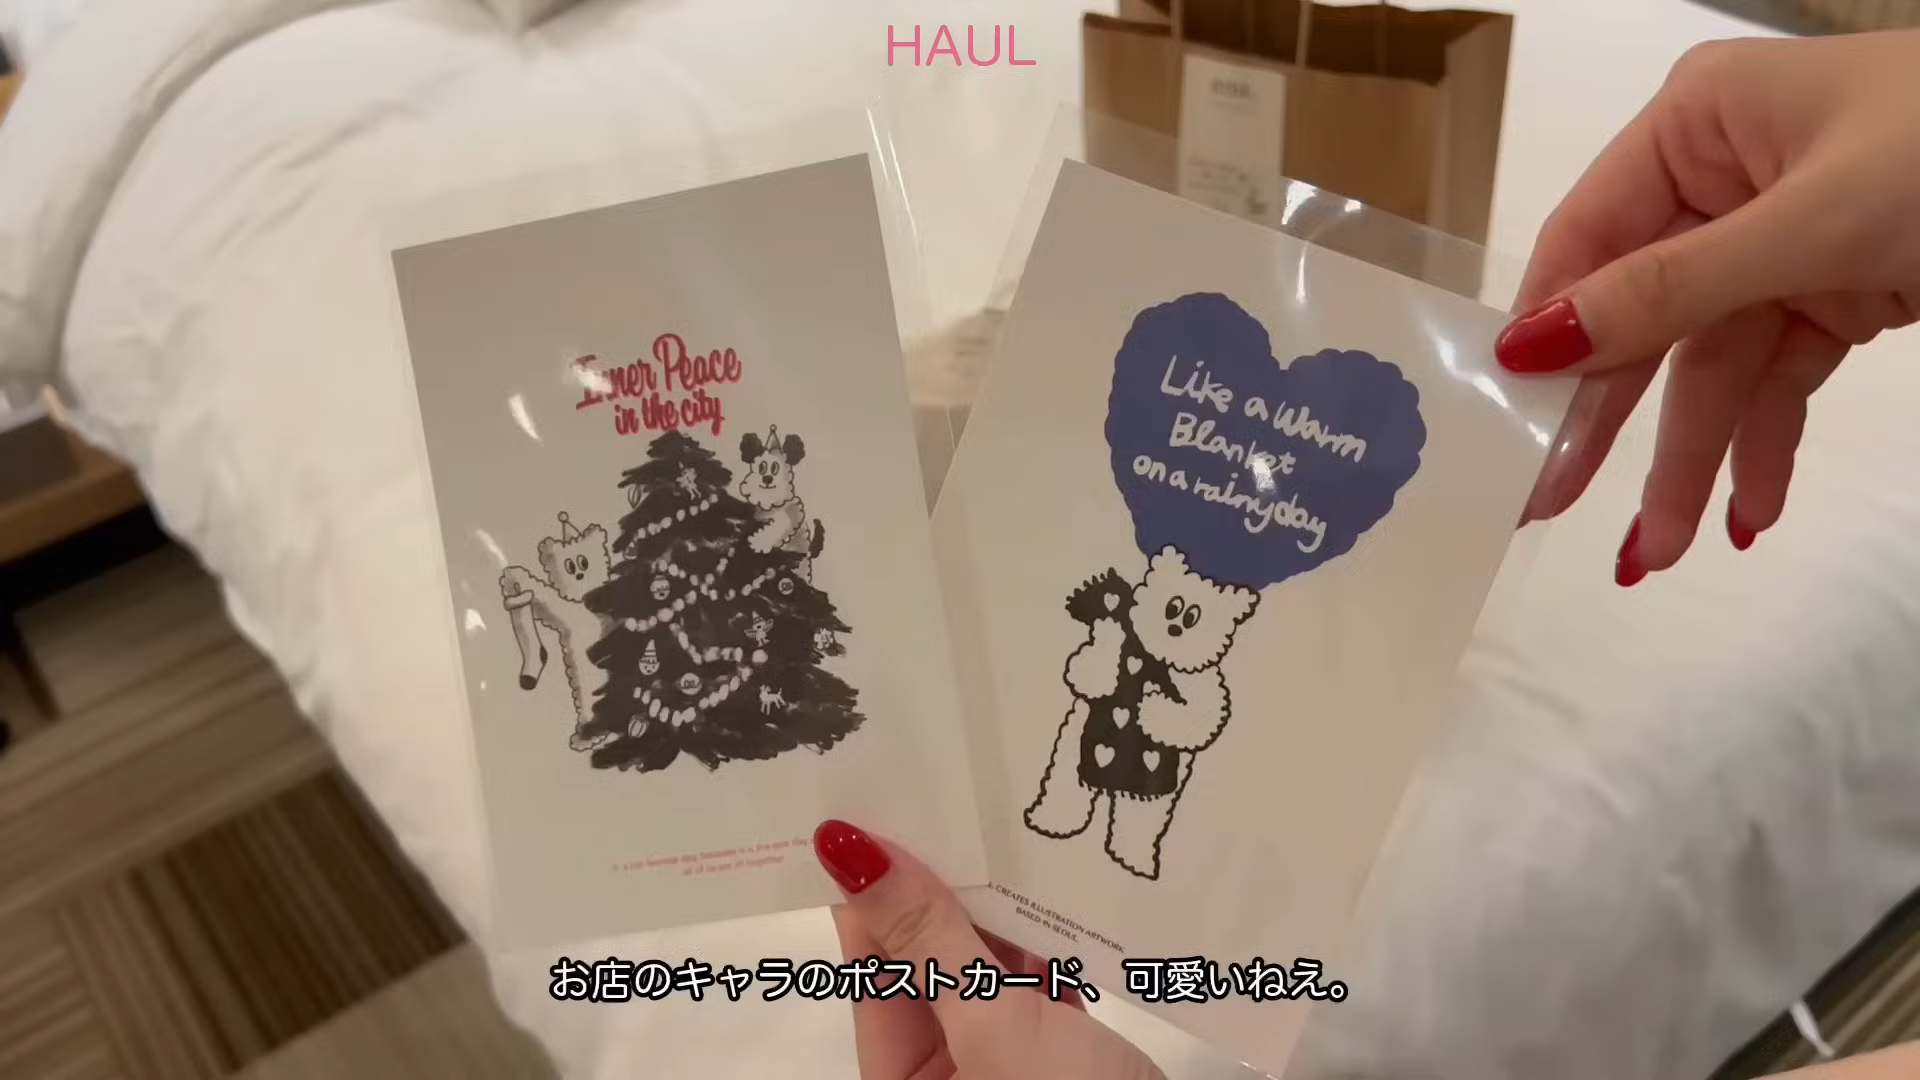 HAUL
Inner Peace
in the city
Like a Warm
Blanket
on a rainy day
CREATES ILLUSTRATION ARTWORK
BASED IN SEOUL.
お店のキャラのポストカード、可愛いねえ。